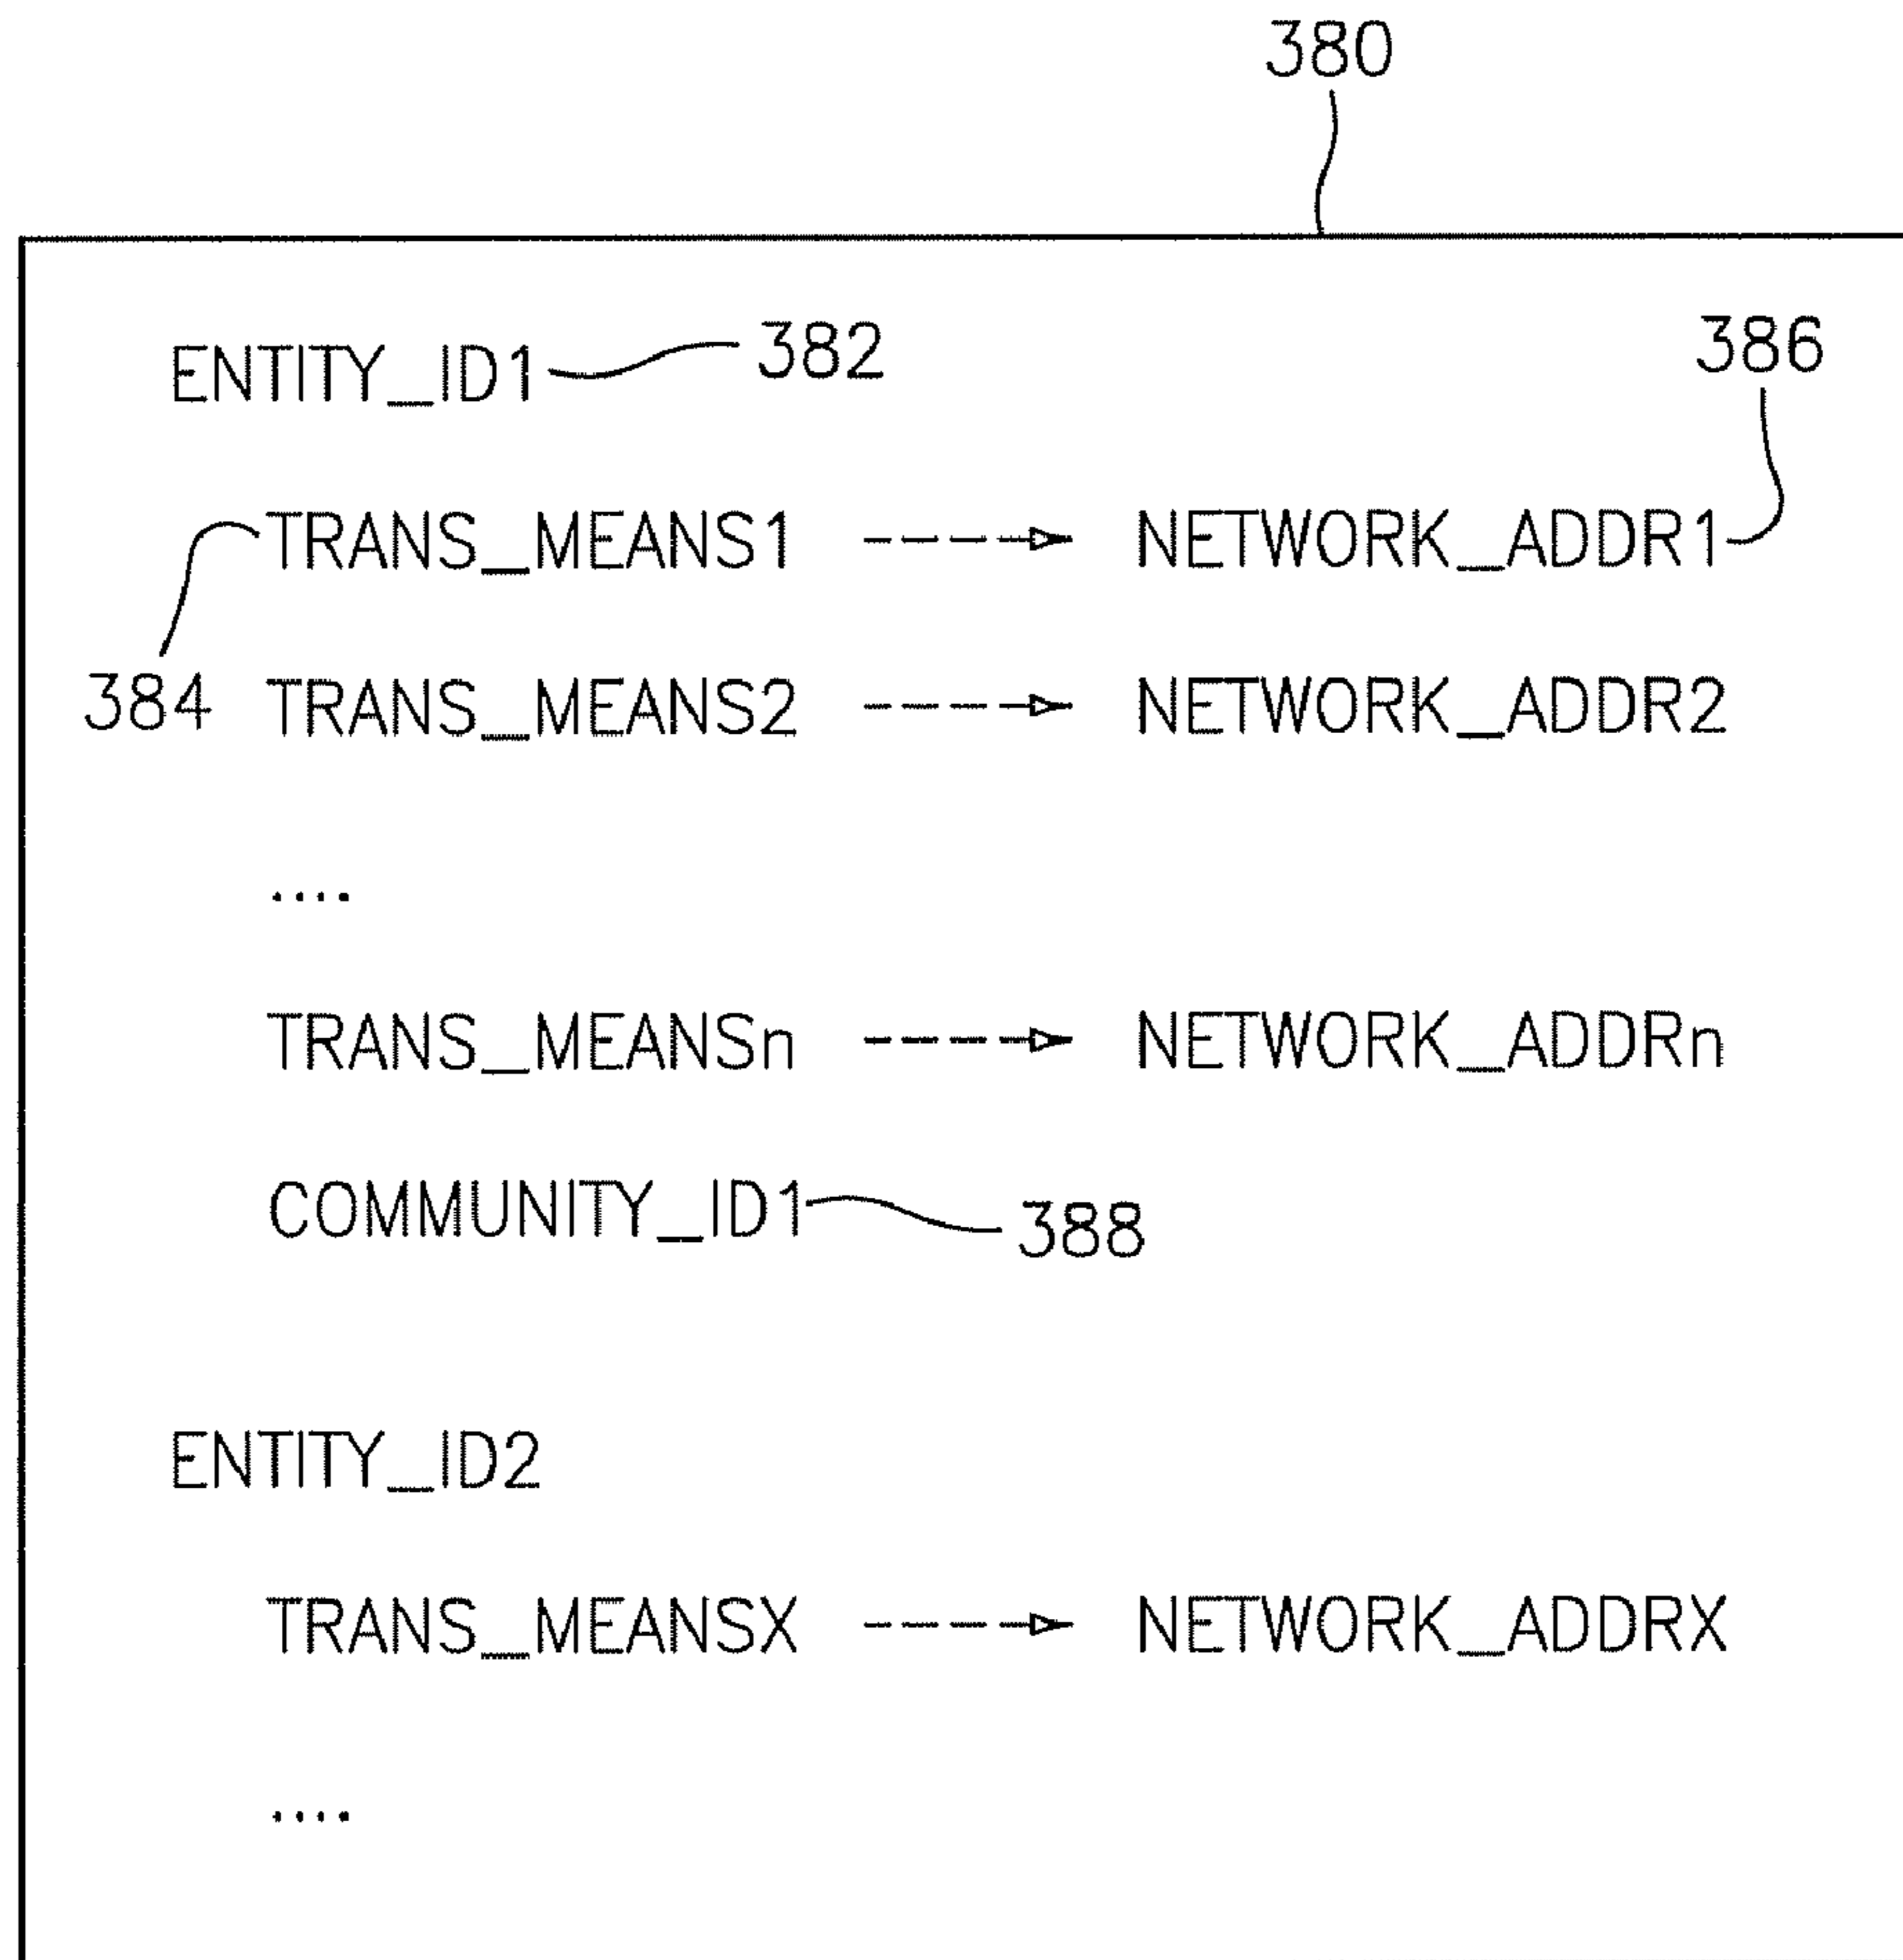 380
ENTITY_ID1 382 386
TRANS_MEANS1 NETWORK_ADDR1
384 TRANS_MEANS2 NETWORK_ADDR2
....
TRANS_MEANSn NETWORK_ADDRn
COMMUNITY_ID1 388
ENTITY_ID2
TRANS_MEANSX NETWORK_ADDRX
....